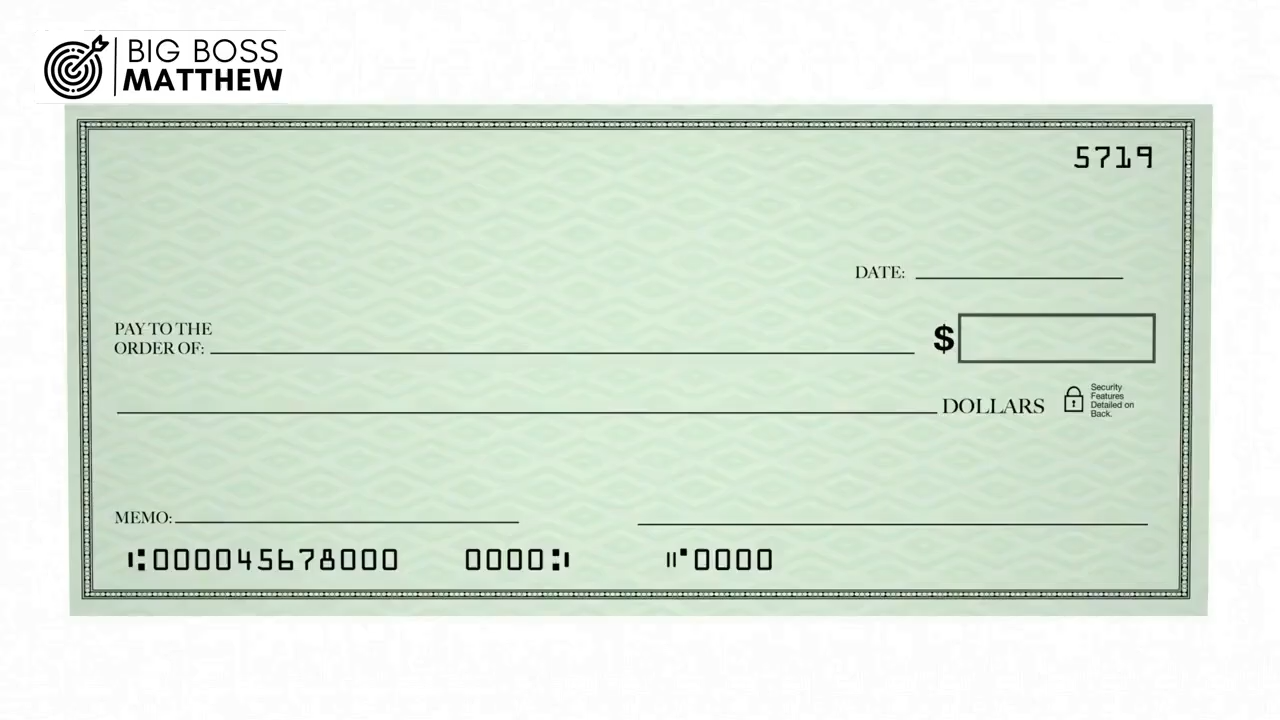 BIG BOSS
MATTHEW
5719
DATE:
PAY TO THE
ORDER OF:
$
DOLLARS
Security
Features
Detailed on
Back.
MEMO:
⑆000045678000 0000⑆ ⑈0000